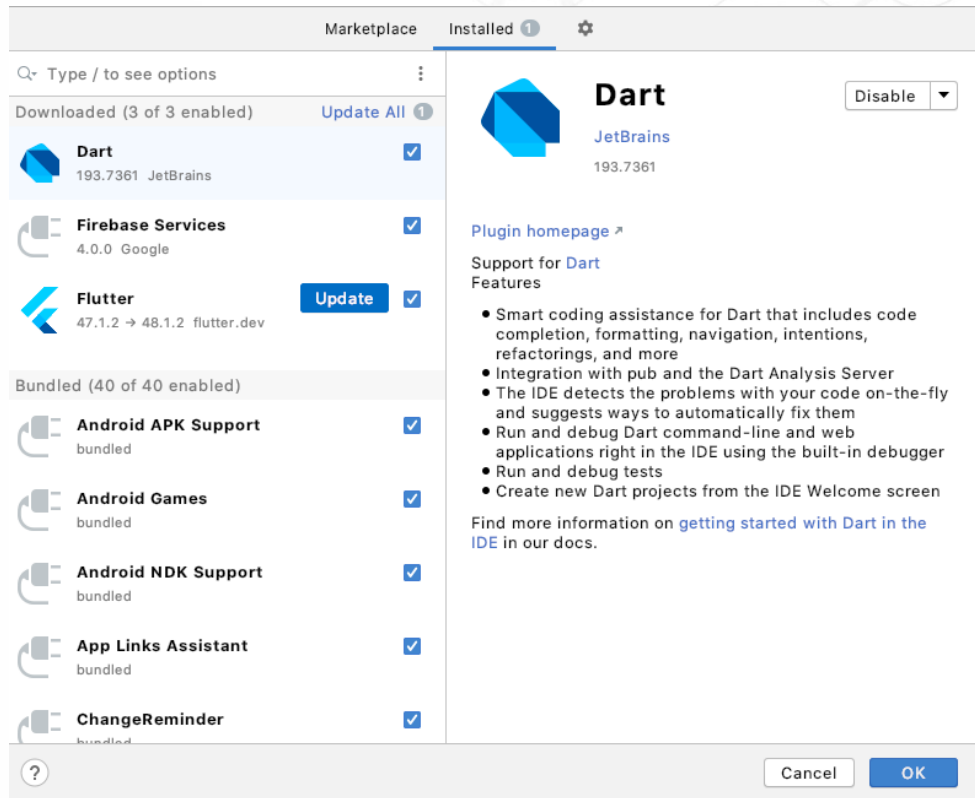 Marketplace Installed 1
Type / to see options
Downloaded (3 of 3 enabled) Update All 1
Dart
193.7361 JetBrains
Firebase Services
4.0.0 Google
Flutter Update
47.1.2 → 48.1.2 flutter.dev
Bundled (40 of 40 enabled)
Android APK Support
bundled
Android Games
bundled
Android NDK Support
bundled
App Links Assistant
bundled
ChangeReminder
bundled
Dart
Disable
JetBrains
193.7361
Plugin homepage ↗
Support for Dart
Features
• Smart coding assistance for Dart that includes code
completion, formatting, navigation, intentions,
refactorings, and more
• Integration with pub and the Dart Analysis Server
• The IDE detects the problems with your code on-the-fly
and suggests ways to automatically fix them
• Run and debug Dart command-line and web
applications right in the IDE using the built-in debugger
• Run and debug tests
• Create new Dart projects from the IDE Welcome screen
Find more information on getting started with Dart in the
IDE in our docs.
? Cancel OK